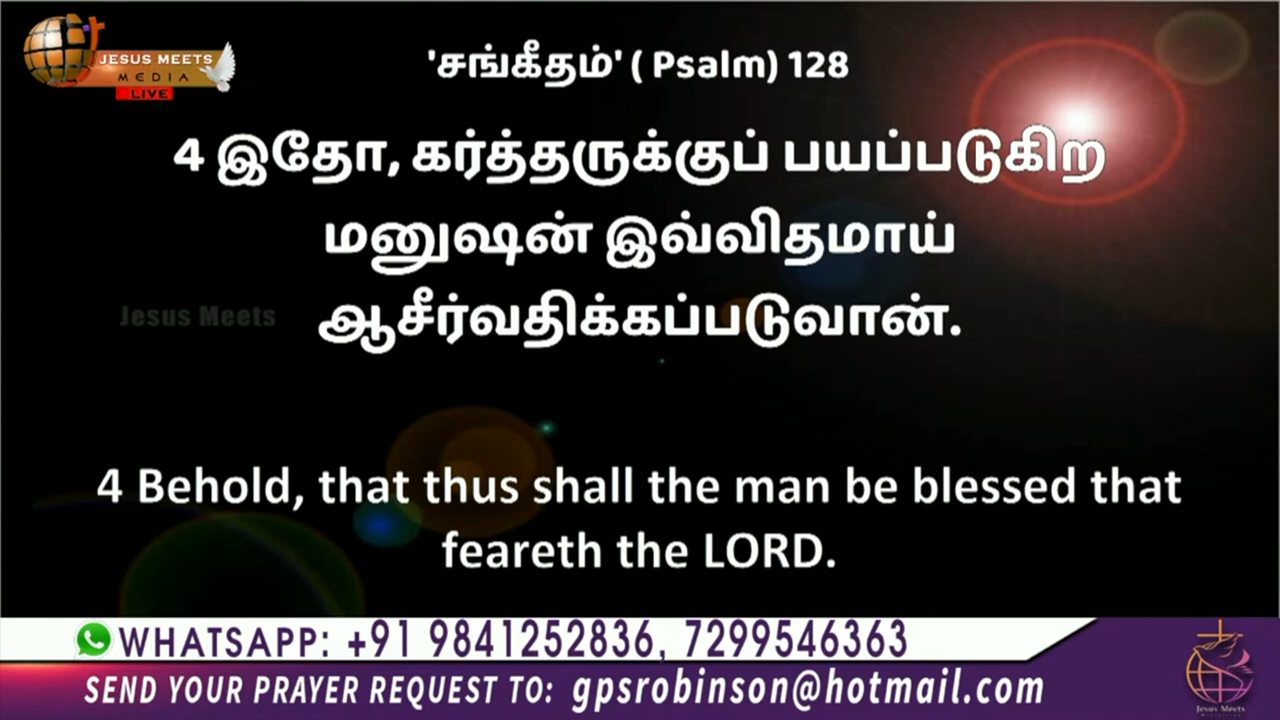 JESUS MEETS
MEDIA
LIVE
'சங்கீதம்' ( Psalm) 128
4 இதோ, கர்த்தருக்குப் பயப்படுகிற
மனுஷன் இவ்விதமாய்
ஆசீர்வதிக்கப்படுவான்.
Jesus Meets
4 Behold, that thus shall the man be blessed that
feareth the LORD.
WHATSAPP: +91 9841252836, 7299546363
SEND YOUR PRAYER REQUEST TO: gpsrobinson@hotmail.com
Jesus Meets